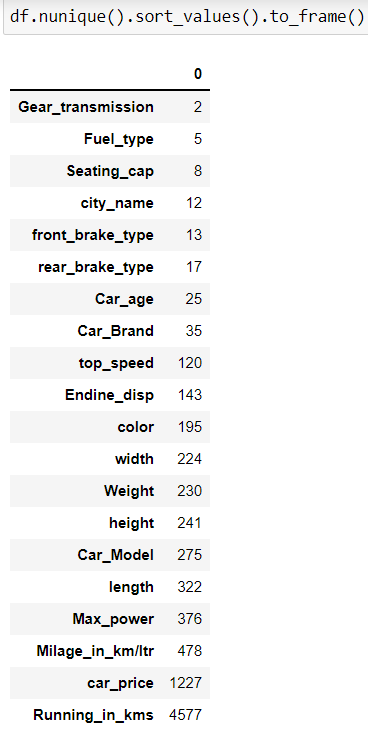 df.nunique().sort_values().to_frame()
0
Gear_transmission 2
Fuel_type 5
Seating_cap 8
city_name 12
front_brake_type 13
rear_brake_type 17
Car_age 25
Car_Brand 35
top_speed 120
Endine_disp 143
color 195
width 224
Weight 230
height 241
Car_Model 275
length 322
Max_power 376
Milage_in_km/ltr 478
car_price 1227
Running_in_kms 4577